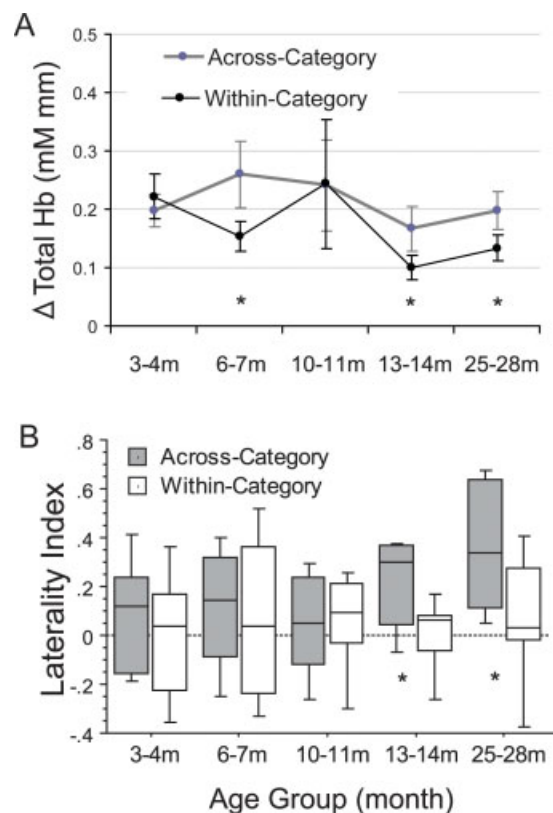 A
Across-Category
Within-Category
Δ Total Hb (mM mm)
0.5
0.4
0.3
0.2
0.1
0
* * *
3-4m 6-7m 10-11m 13-14m 25-28m
B
Across-Category
Within-Category
Laterality Index
.8
.6
.4
.2
0
-.2
-.4
* *
3-4m 6-7m 10-11m 13-14m 25-28m
Age Group (month)